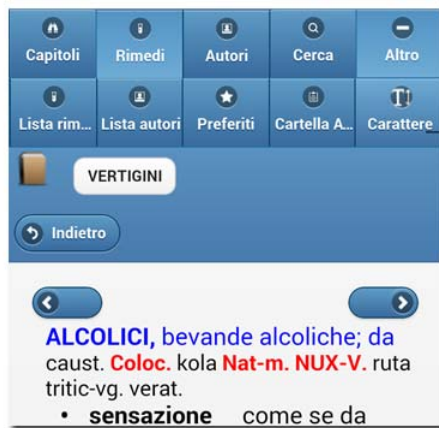 Capitoli Rimedi Autori Cerca Altro
Lista rim... Lista autori Preferiti Cartella A... Carattere
VERTIGINI
Indietro
ALCOLICI, bevande alcoliche; da
caust. Coloc. kola Nat-m. NUX-V. ruta
tritic-vg. verat.
• sensazione come se da